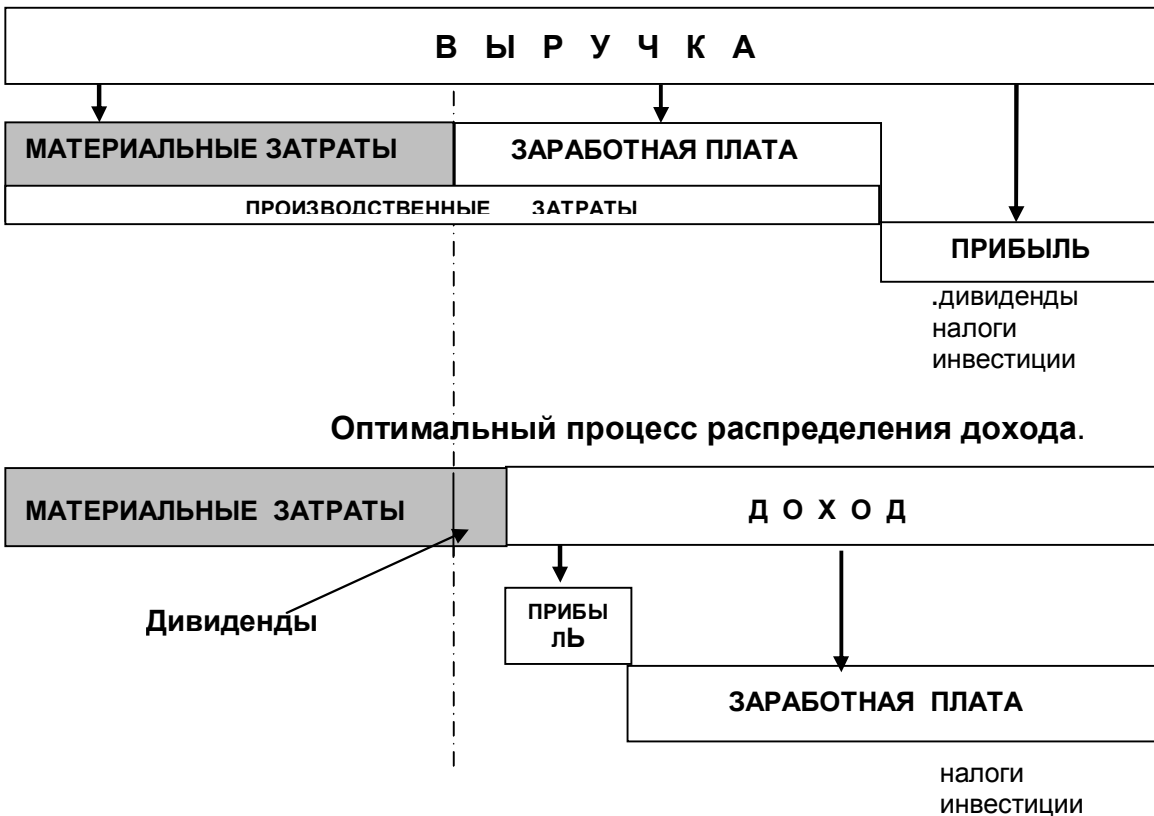 В Ы Р У Ч К А
МАТЕРИАЛЬНЫЕ ЗАТРАТЫ ЗАРАБОТНАЯ ПЛАТА
ПРОИЗВОДСТВЕННЫЕ ЗАТРАТЫ
ПРИБЫЛЬ
.дивиденды
налоги
инвестиции
Оптимальный процесс распределения дохода.
МАТЕРИАЛЬНЫЕ ЗАТРАТЫ Д О Х О Д
Дивиденды
ПРИБЫ
ЛЬ
ЗАРАБОТНАЯ ПЛАТА
налоги
инвестиции